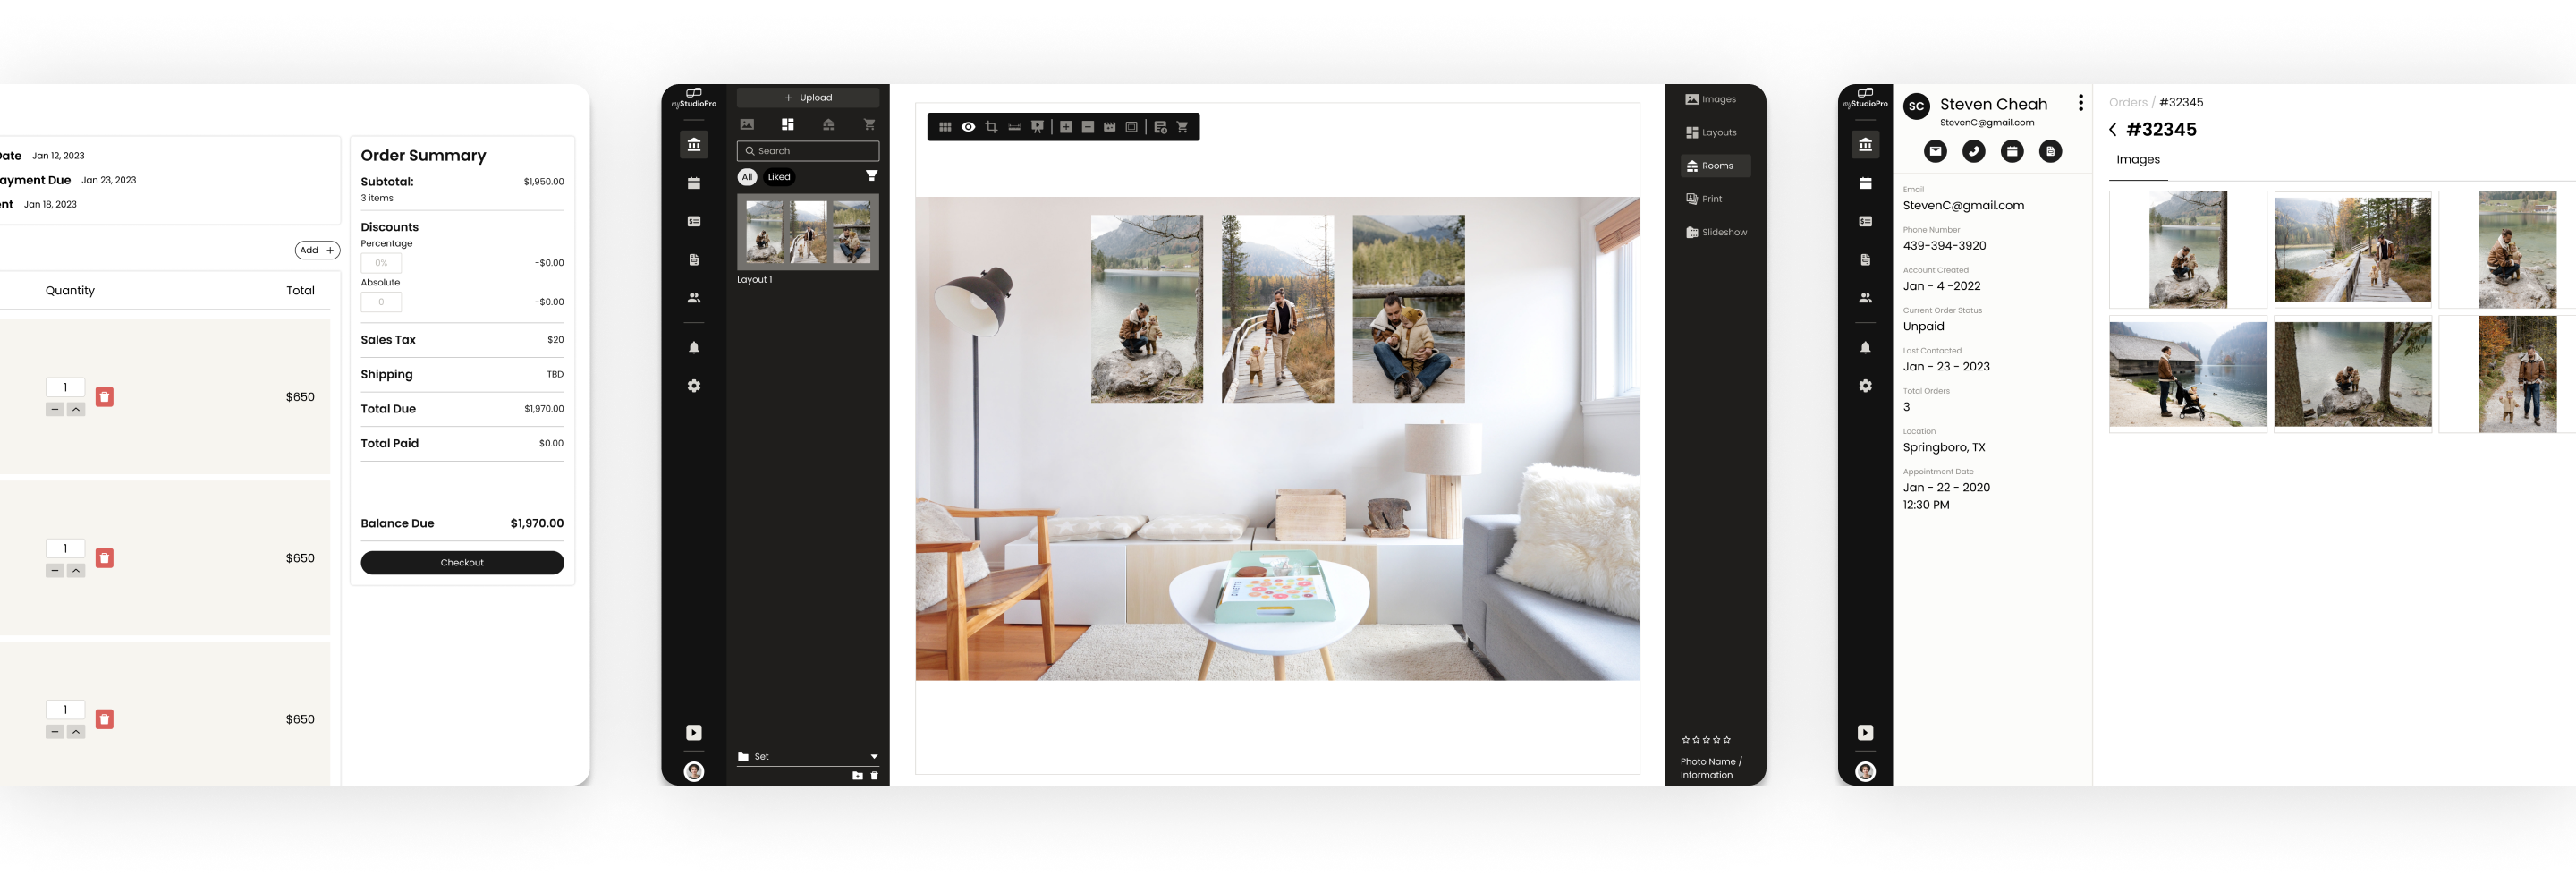 ate Jan 12, 2023
ayment Due Jan 23, 2023
nt Jan 18, 2023
Add +
Quantity Total
1
$650
1
$650
1
$650
Order Summary
Subtotal: $1,950.00
3 items
Discounts
Percentage
0% -$0.00
Absolute
0 -$0.00
Sales Tax $20
Shipping TBD
Total Due $1,970.00
Total Paid $0.00
Balance Due $1,970.00
Checkout
myStudioPro
+ Upload
Search
All Liked
Layout 1
Set
Images
Layouts
Rooms
Print
Slideshow
Photo Name /
Information
myStudioPro
SC Steven Cheah
StevenC@gmail.com
Email
StevenC@gmail.com
Phone Number
439-394-3920
Account Created
Jan - 4 -2022
Current Order Status
Unpaid
Last Contacted
Jan - 23 - 2023
Total Orders
3
Location
Springboro, TX
Appointment Date
Jan - 22 - 2020
12:30 PM
Orders / #32345
#32345
Images